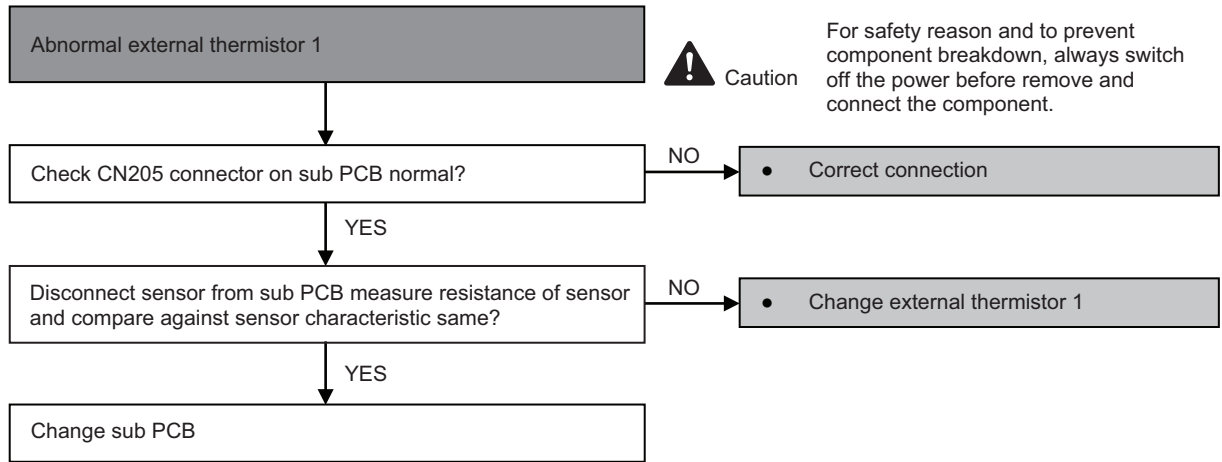 Abnormal external thermistor 1
Caution
For safety reason and to prevent
component breakdown, always switch
off the power before remove and
connect the component.
Check CN205 connector on sub PCB normal?
NO
● Correct connection
YES
Disconnect sensor from sub PCB measure resistance of sensor
and compare against sensor characteristic same?
NO
● Change external thermistor 1
YES
Change sub PCB